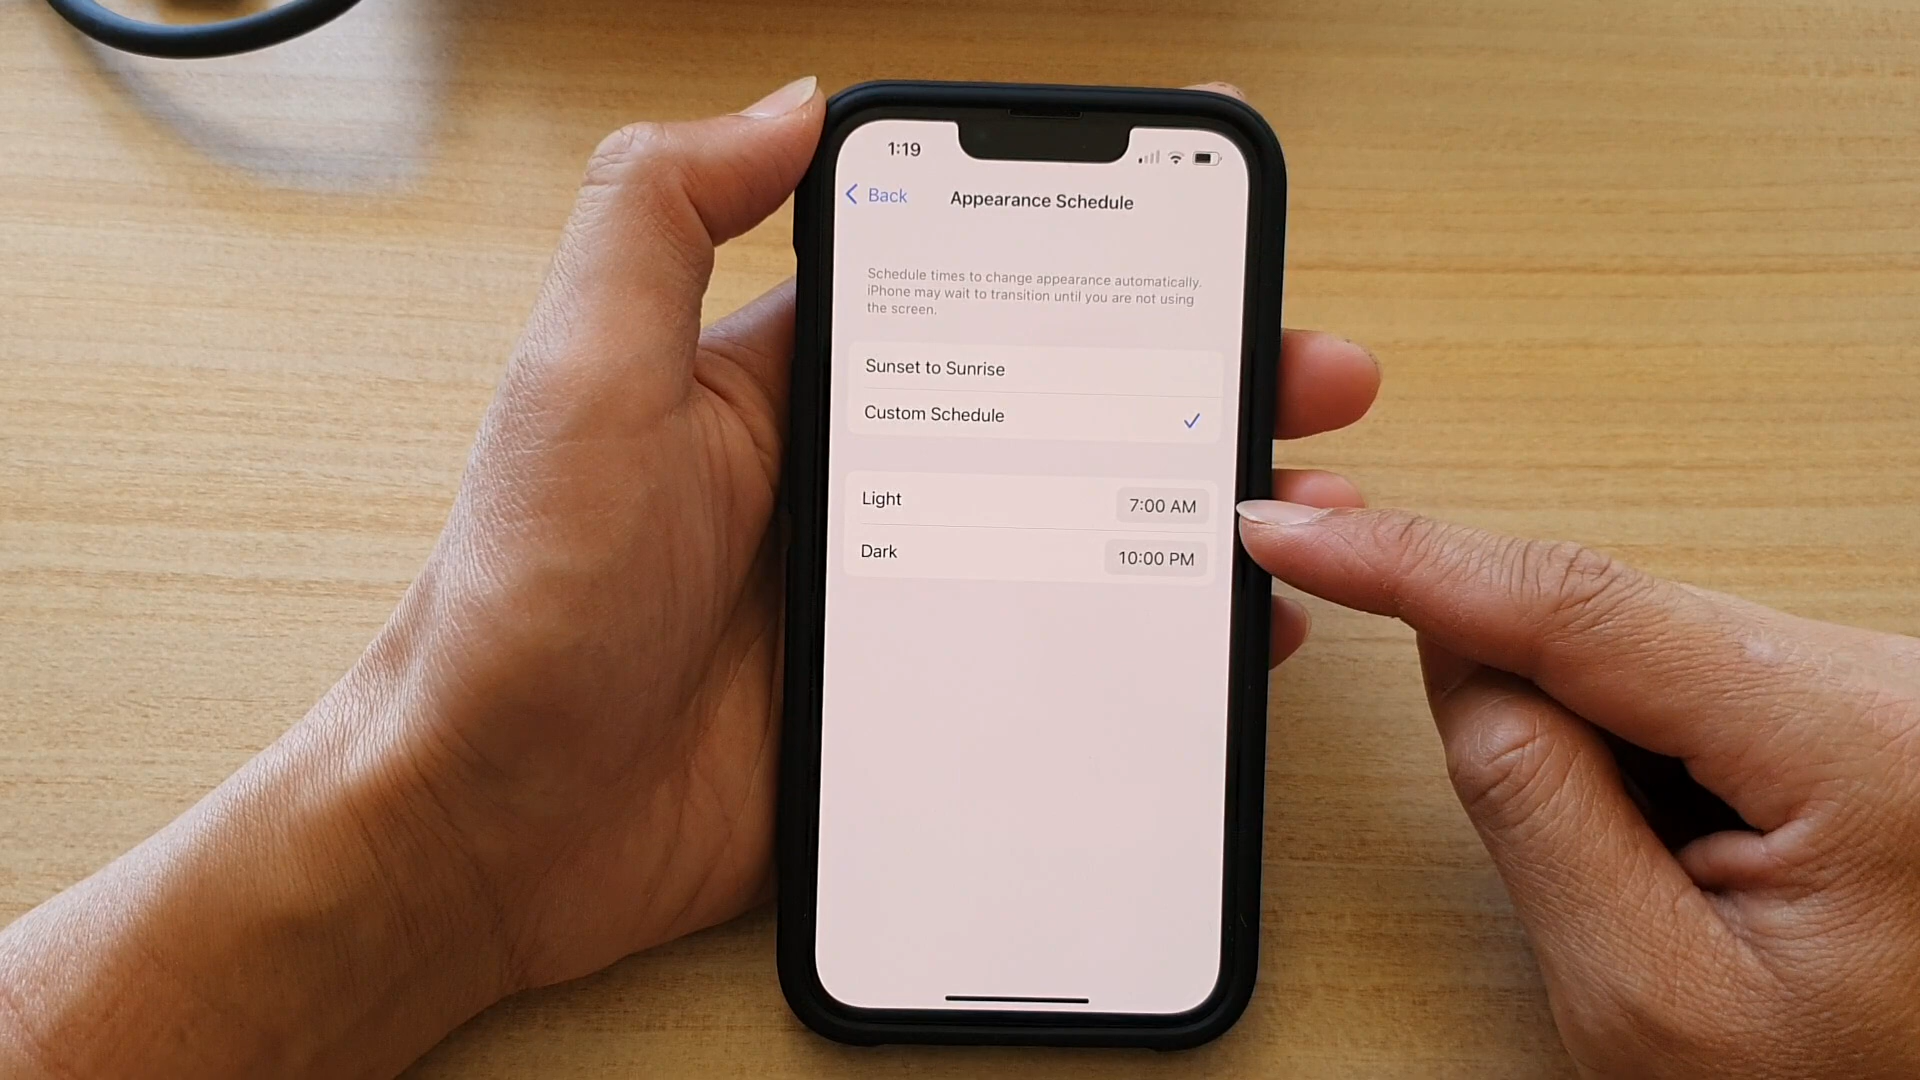 1:19
Back
Appearance Schedule
Schedule times to change appearance automatically.
iPhone may wait to transition until you are not using
the screen.
Sunset to Sunrise
Custom Schedule
Light
7:00 AM
Dark
10:00 PM